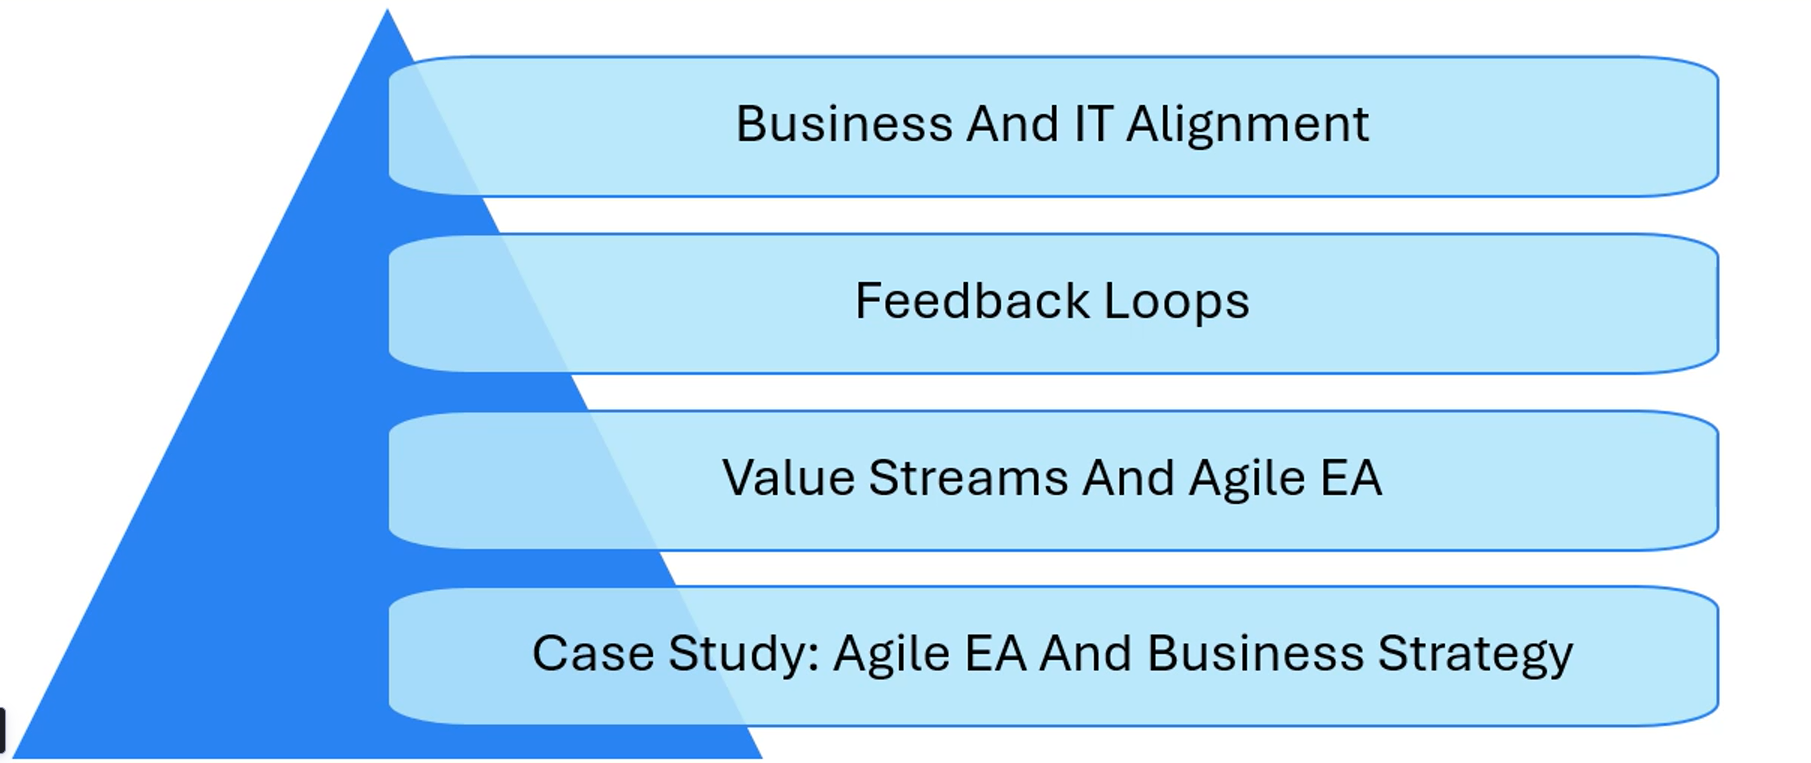 Business And IT Alignment
Feedback Loops
Value Streams And Agile EA
Case Study: Agile EA And Business Strategy